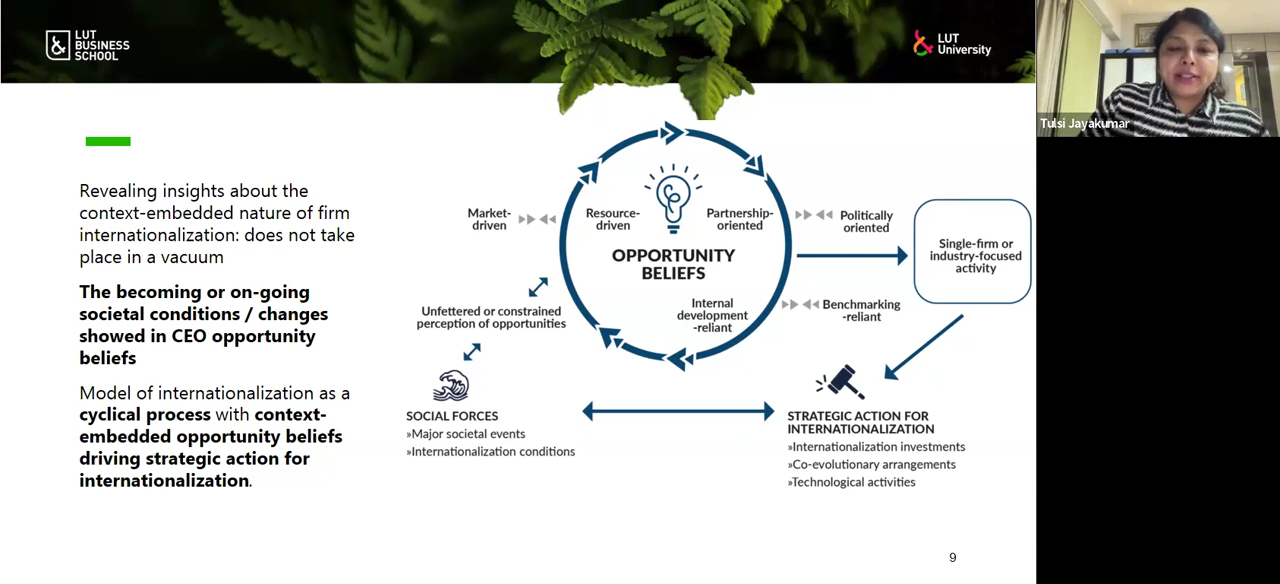 LUT
BUSINESS
SCHOOL
LUT
University
Tulsi Jayakumar
Revealing insights about the
context-embedded nature of firm
internationalization: does not take
place in a vacuum
The becoming or on-going
societal conditions / changes
showed in CEO opportunity
beliefs
Model of internationalization as a
cyclical process with context-
embedded opportunity beliefs
driving strategic action for
internationalization.
Market-
driven
Resource-
driven
Partnership-
oriented
Politically
oriented
OPPORTUNITY
BELIEFS
Single-firm or
industry-focused
activity
Internal
development
-reliant
Benchmarking
-reliant
Unfettered or constrained
perception of opportunities
SOCIAL FORCES
»Major societal events
»Internationalization conditions
STRATEGIC ACTION FOR
INTERNATIONALIZATION
»Internationalization investments
»Co-evolutionary arrangements
»Technological activities
9